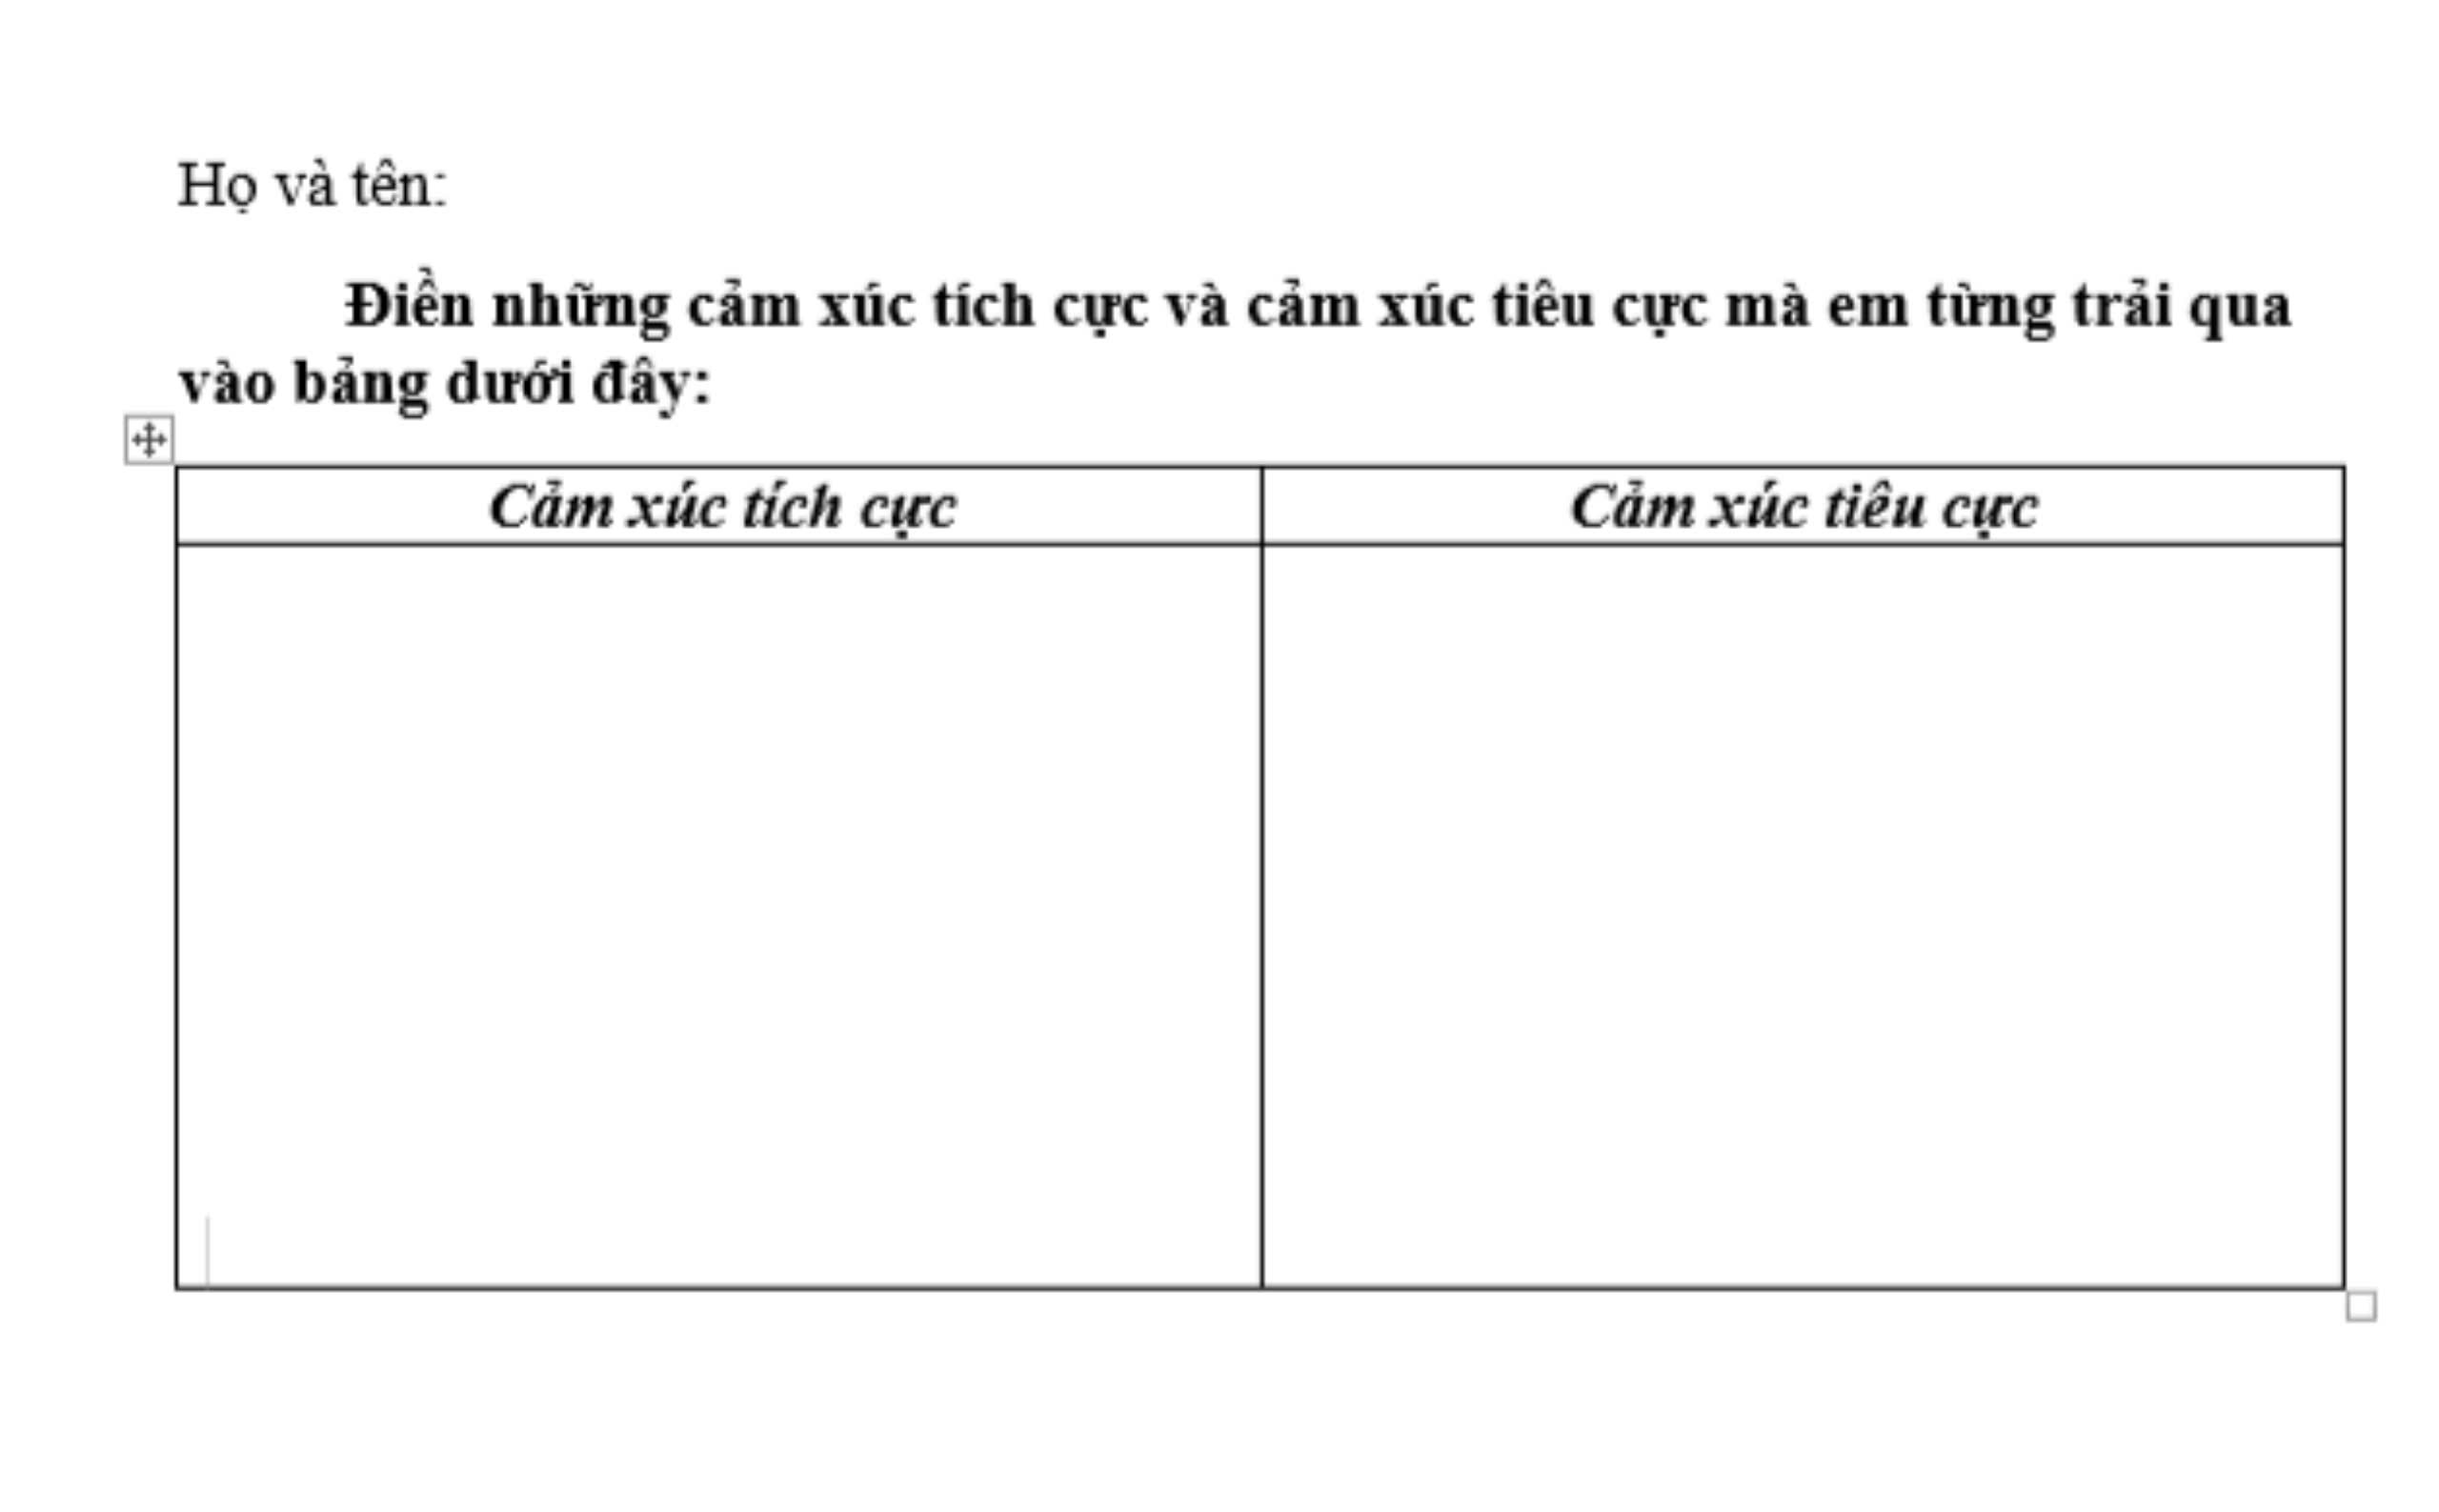 Họ và tên:
Điền những cảm xúc tích cực và cảm xúc tiêu cực mà em từng trải qua
vào bảng dưới đây:
Cảm xúc tích cực
Cảm xúc tiêu cực